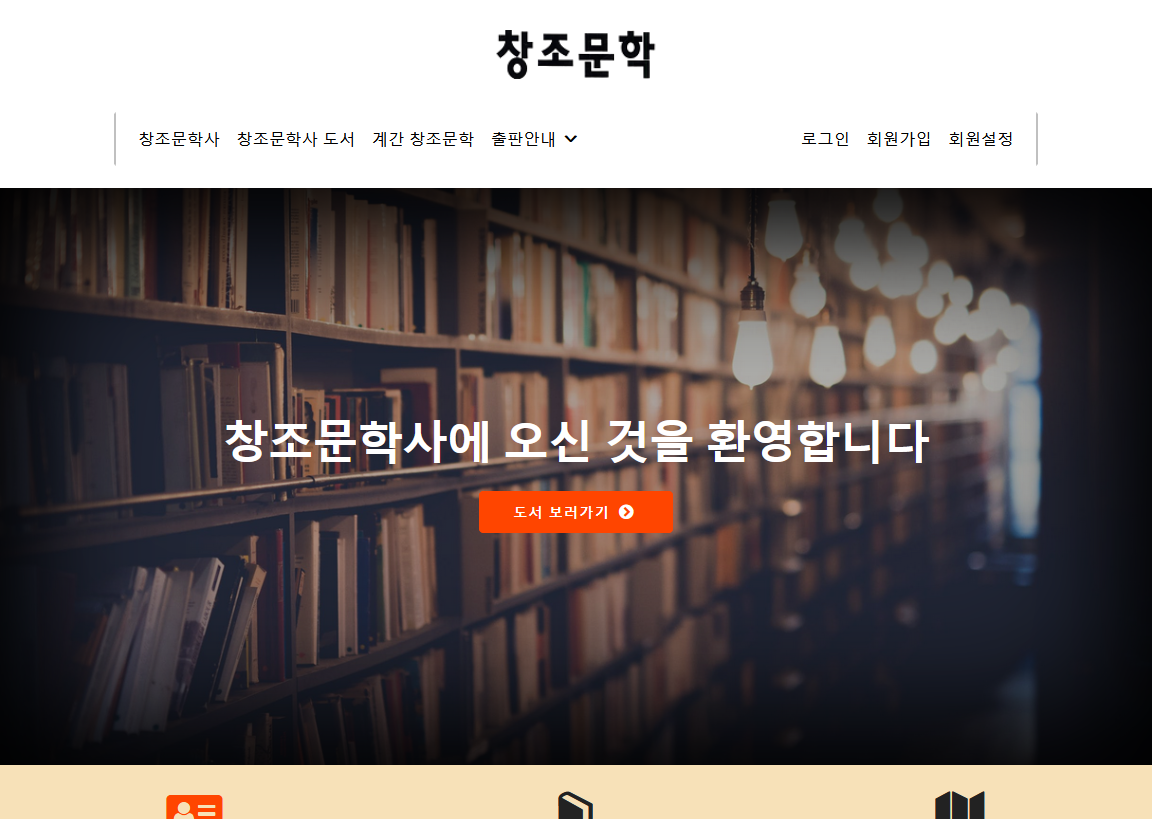 창조문학
창조문학사 창조문학사 도서 계간 창조문학 출판안내 로그인 회원가입 회원설정
창조문학사에 오신 것을 환영합니다
도서 보러가기